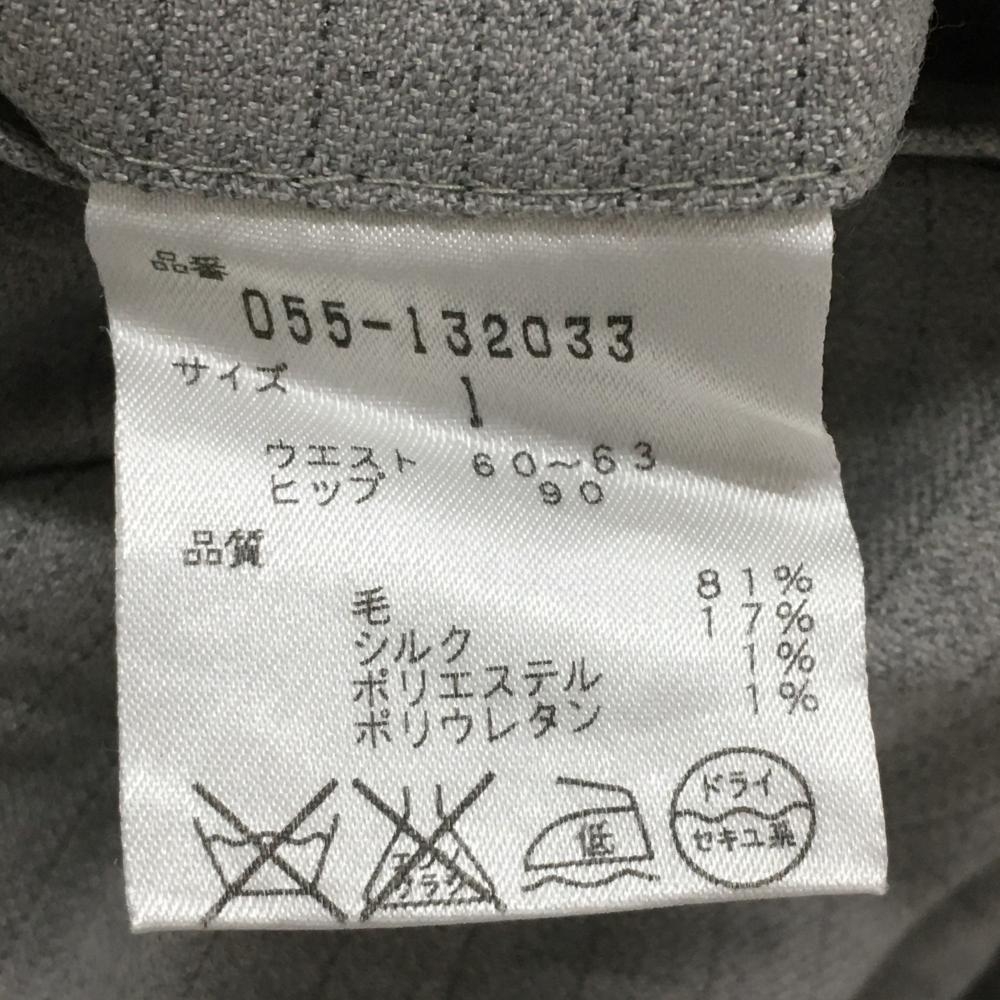 品番
055-132033
サイズ
1
ウエスト 60~63
ヒップ 90
品質
毛 81%
シルク 17%
ポリエステル 1%
ポリウレタン 1%
エンソ
サラシ
低
ドライ
セキユ系